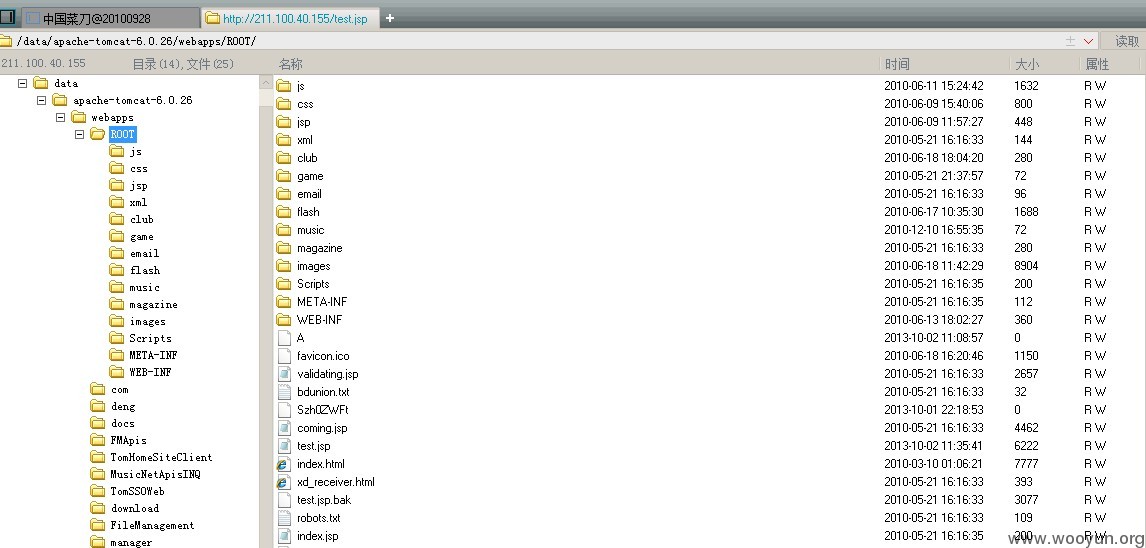 中国菜刀@20100928 http://211.100.40.155/test.jsp +
/data/apache-tomcat-6.0.26/webapps/ROOT/ 读取
211.100.40.155 目录(14),文件(25) 名称 时间 大小 属性
data
apache-tomcat-6.0.26
webapps
ROOT
js
css
jsp
xml
club
game
email
flash
music
magazine
images
Scripts
META-INF
WEB-INF
com
deng
docs
FMApis
TomHomeSiteClient
MusicNetApisINQ
TomSSOWeb
download
FileManagement
manager
js 2010-06-11 15:24:42 1632 R W
css 2010-06-09 15:40:06 800 R W
jsp 2010-06-09 11:57:27 448 R W
xml 2010-05-21 16:16:33 144 R W
club 2010-06-18 18:04:20 280 R W
game 2010-05-21 21:37:57 72 R W
email 2010-05-21 16:16:33 96 R W
flash 2010-06-17 10:35:30 1688 R W
music 2010-12-10 16:55:35 72 R W
magazine 2010-05-21 16:16:33 280 R W
images 2010-06-18 11:42:29 8904 R W
Scripts 2010-05-21 16:16:35 200 R W
META-INF 2010-05-21 16:16:35 112 R W
WEB-INF 2010-06-13 18:02:27 360 R W
A 2013-10-02 11:08:57 0 R W
favicon.ico 2010-06-18 16:20:46 1150 R W
validating.jsp 2010-05-21 16:16:33 2657 R W
bdunion.txt 2010-05-21 16:16:33 32 R W
Szh0ZWFt 2013-10-01 22:18:53 0 R W
coming.jsp 2010-05-21 16:16:33 4462 R W
test.jsp 2013-10-02 11:35:41 6222 R W
index.html 2010-03-10 01:06:21 7777 R W
xd_receiver.html 2010-05-21 16:16:35 393 R W
test.jsp.bak 2010-05-21 16:16:33 3077 R W
robots.txt 2010-05-21 16:16:33 109 R W
index.jsp 2010-05-21 16:16:33 200 R W
www.wooyun.org